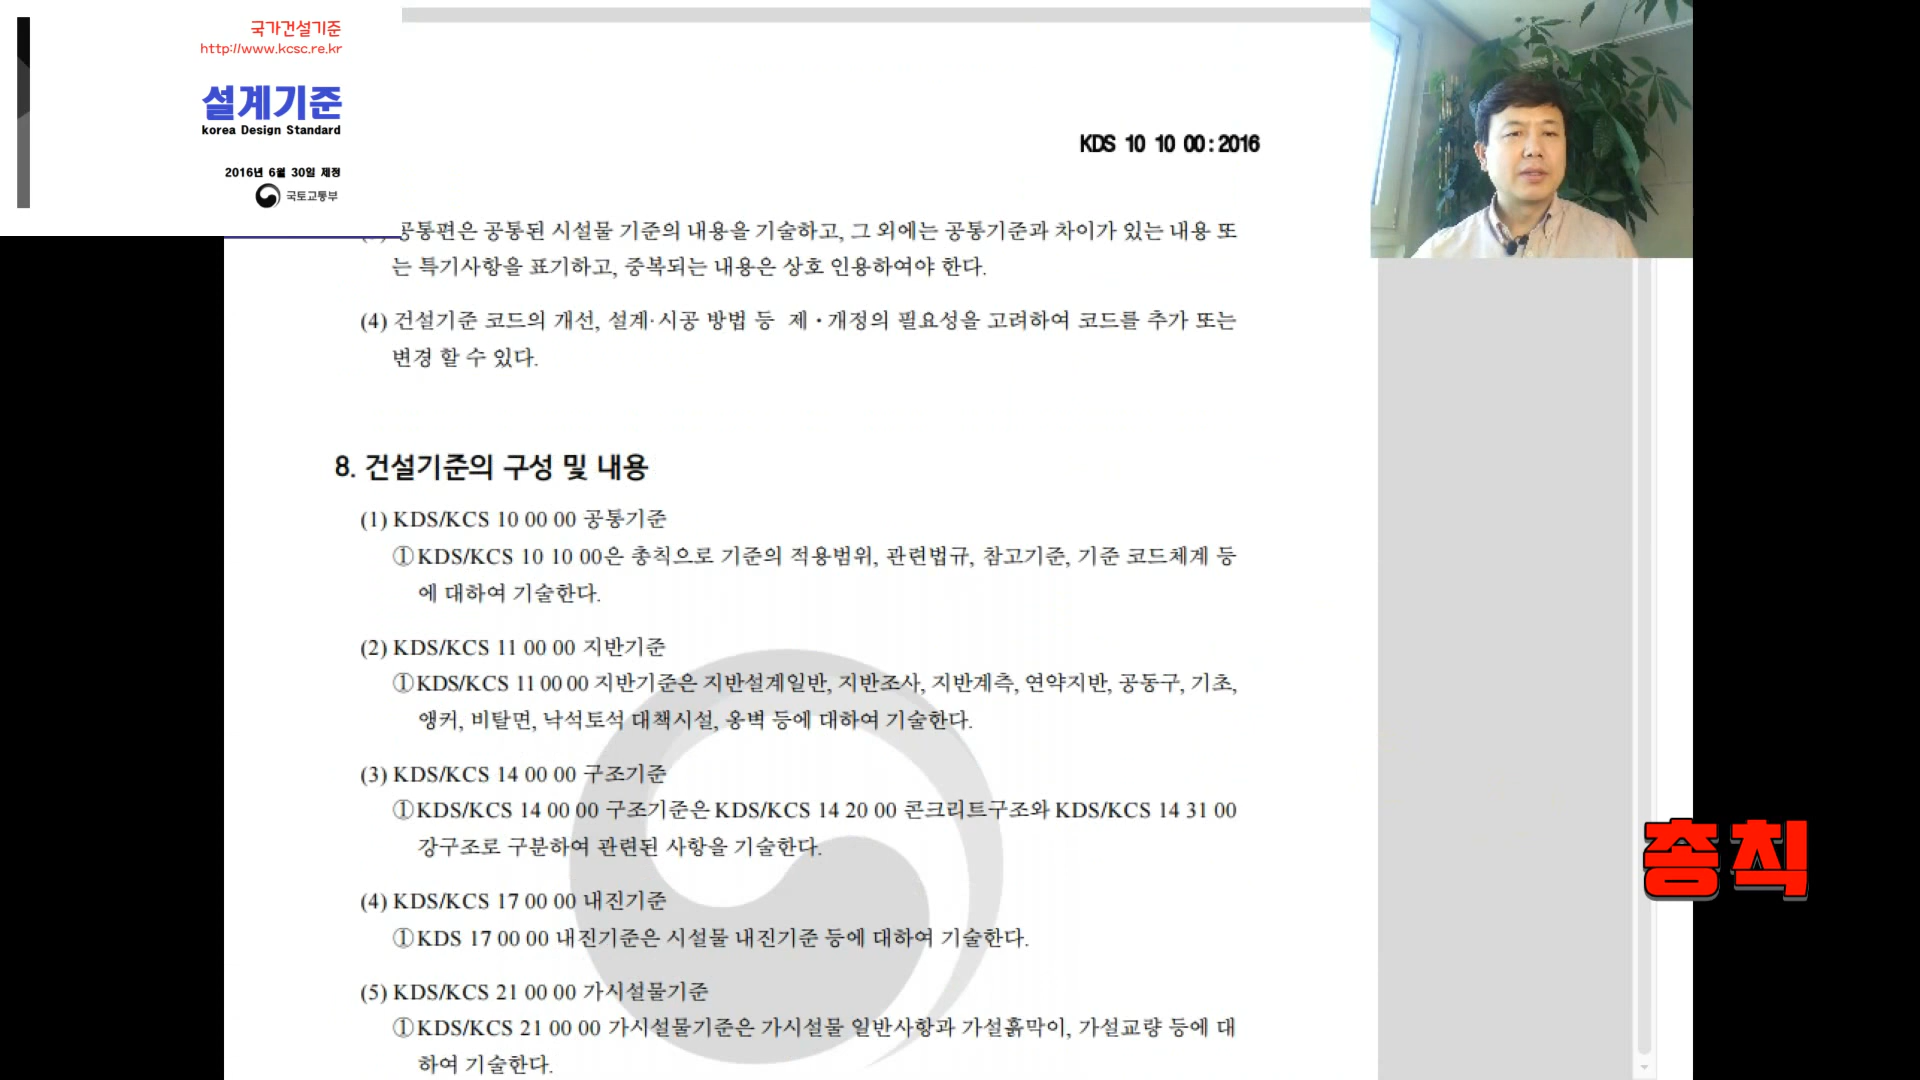 국가건설기준
http://www.kcsc.re.kr
설계기준
korea Design Standard
2016년 6월 30일 제정
국토교통부
KDS 10 10 00 : 2016
공통편은 공통된 시설물 기준의 내용을 기술하고, 그 외에는 공통기준과 차이가 있는 내용 또
는 특기사항을 표기하고, 중복되는 내용은 상호 인용하여야 한다.
(4) 건설기준 코드의 개선, 설계·시공 방법 등 제·개정의 필요성을 고려하여 코드를 추가 또는
변경 할 수 있다.
8. 건설기준의 구성 및 내용
(1) KDS/KCS 10 00 00 공통기준
① KDS/KCS 10 10 00은 총칙으로 기준의 적용범위, 관련법규, 참고기준, 기준 코드체계 등
에 대하여 기술한다.
(2) KDS/KCS 11 00 00 지반기준
① KDS/KCS 11 00 00 지반기준은 지반설계일반, 지반조사, 지반계측, 연약지반, 공동구, 기초,
앵커, 비탈면, 낙석토석 대책시설, 옹벽 등에 대하여 기술한다.
(3) KDS/KCS 14 00 00 구조기준
① KDS/KCS 14 00 00 구조기준은 KDS/KCS 14 20 00 콘크리트구조와 KDS/KCS 14 31 00
강구조로 구분하여 관련된 사항을 기술한다.
(4) KDS/KCS 17 00 00 내진기준
① KDS 17 00 00 내진기준은 시설물 내진기준 등에 대하여 기술한다.
(5) KDS/KCS 21 00 00 가시설물기준
① KDS/KCS 21 00 00 가시설물기준은 가시설물 일반사항과 가설흙막이, 가설교량 등에 대
하여 기술한다.
총칙